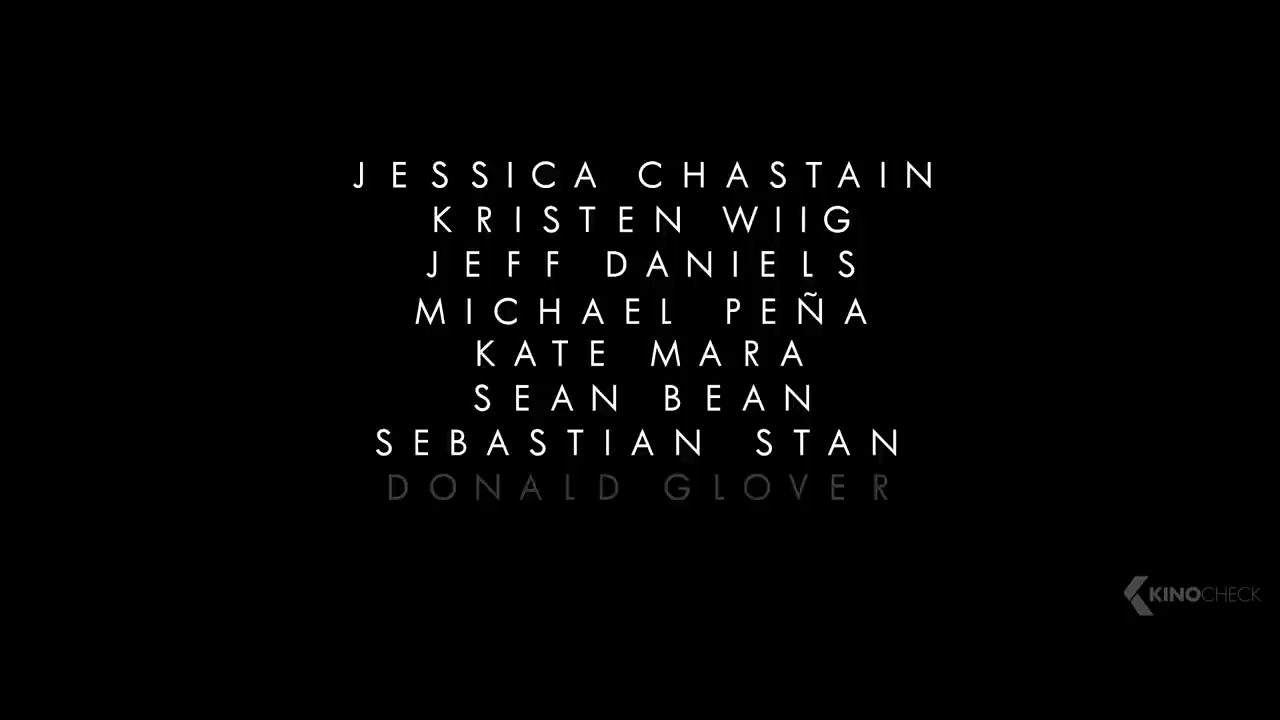 JESSICA CHASTAIN
KRISTEN WIIG
JEFF DANIELS
MICHAEL PEÑA
KATE MARA
SEAN BEAN
SEBASTIAN STAN
DONALD GLOVER
KINOCHECK